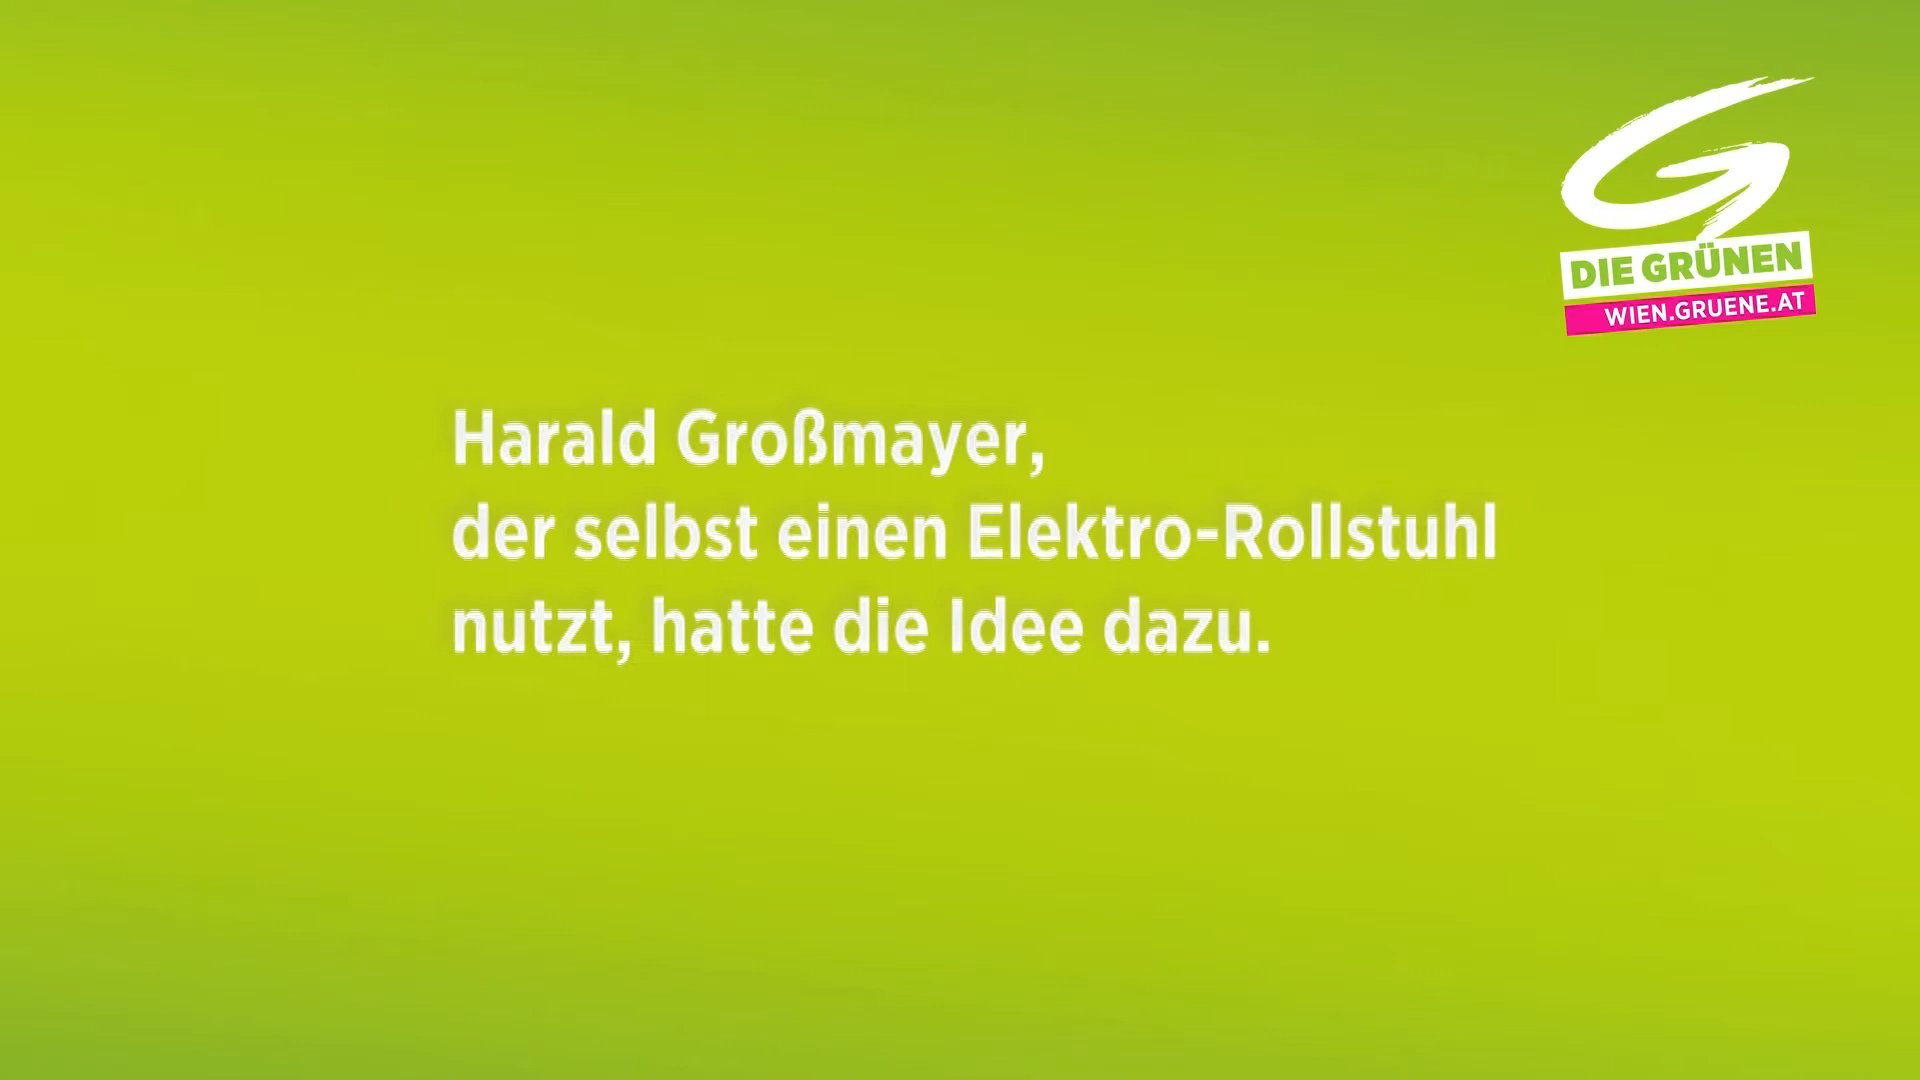 DIE GRÜNEN
WIEN.GRUENE.AT
Harald Großmayer,
der selbst einen Elektro-Rollstuhl
nutzt, hatte die Idee dazu.